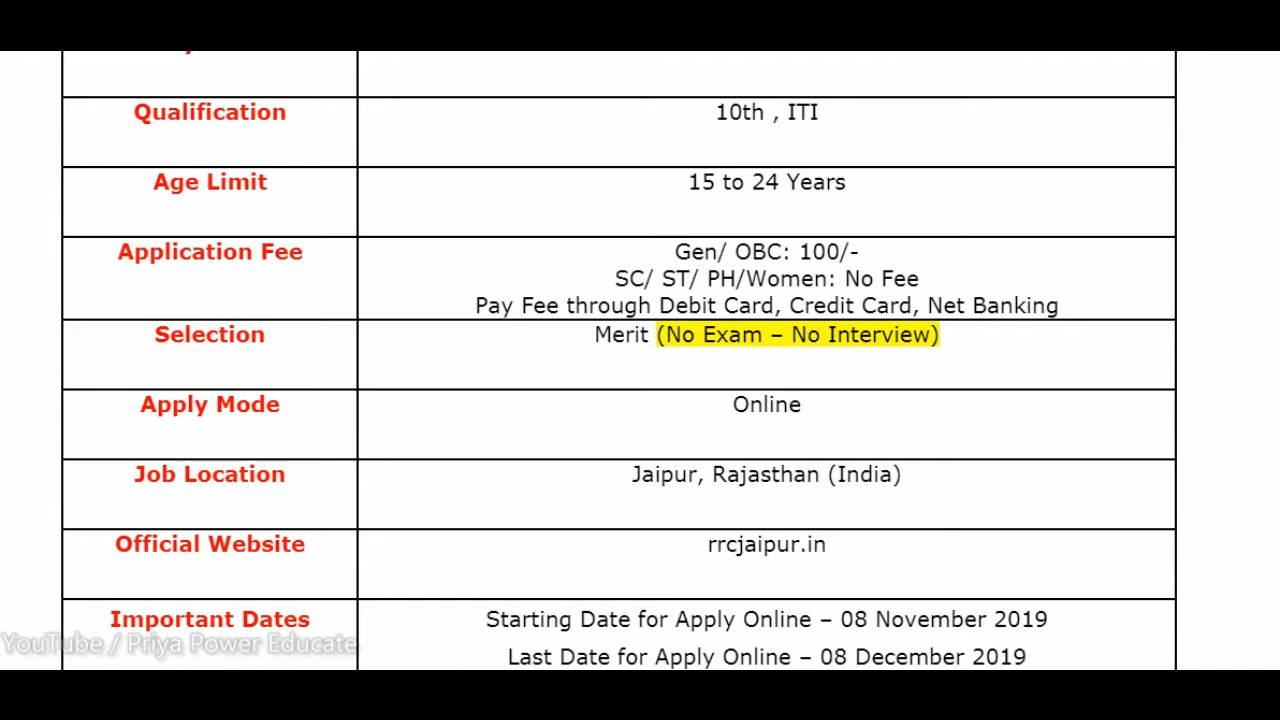 Qualification
10th , ITI
Age Limit
15 to 24 Years
Application Fee
Gen/ OBC: 100/-
SC/ ST/ PH/Women: No Fee
Pay Fee through Debit Card, Credit Card, Net Banking
Selection
Merit (No Exam – No Interview)
Apply Mode
Online
Job Location
Jaipur, Rajasthan (India)
Official Website
rrcjaipur.in
Important Dates
Starting Date for Apply Online – 08 November 2019
Last Date for Apply Online – 08 December 2019
YouTube / Priya Power Educate